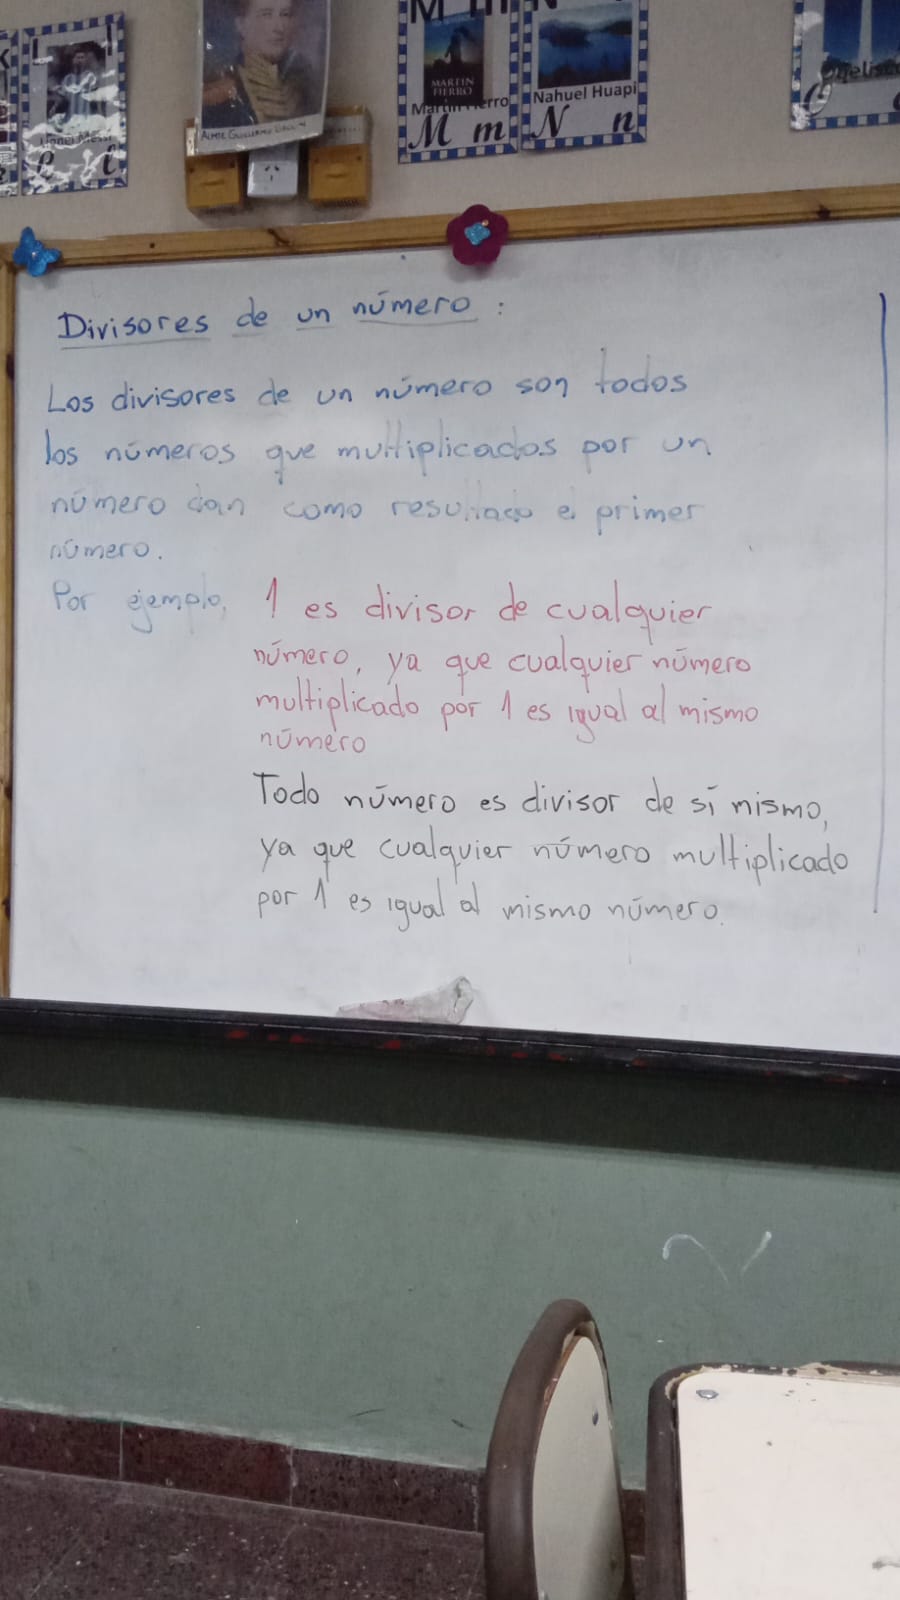 MARTIN
FIERRO
Nahuel Huapi
M m
N n
l
Divisores de un número :
Los divisores de un número son todos
los números que multiplicados por un
número dan como resultado el primer
número.
Por ejemplo, 1 es divisor de cualquier
número, ya que cualquier número
multiplicado por 1 es igual al mismo
número
Todo número es divisor de sí mismo,
ya que cualquier número multiplicado
por 1 es igual al mismo número.